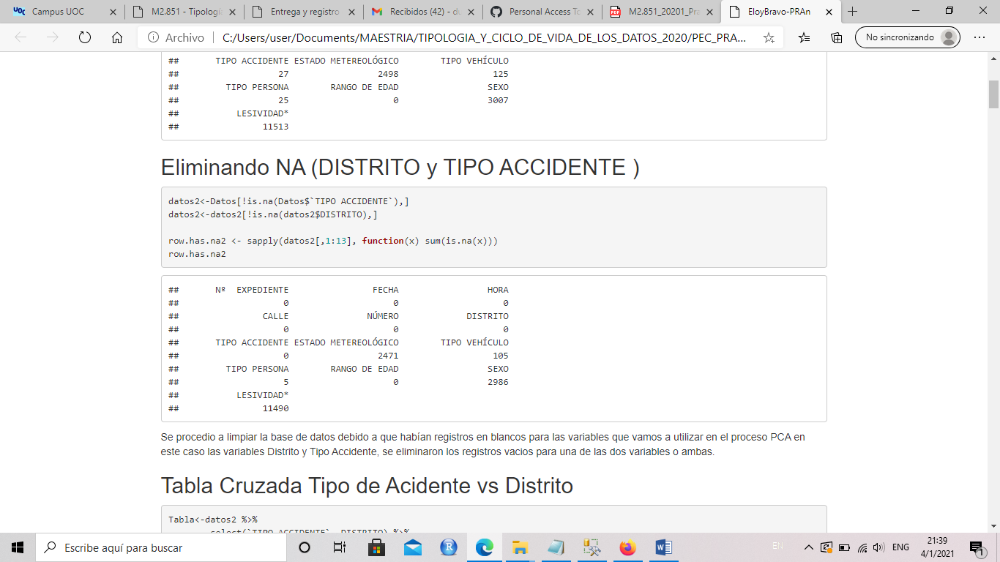 Campus UOC
M2.851 - Tipologí
Entrega y registro
Recibidos (42) - d
Personal Access To
M2.851_20201_Pra
EloyBravo-PRAn
Archivo
C:/Users/user/Documents/MAESTRIA/TIPOLOGIA_Y_CICLO_DE_VIDA_DE_LOS_DATOS_2020/PEC_PRA...
No sincronizando
## TIPO ACCIDENTE ESTADO METEREOLÓGICO TIPO VEHÍCULO
## 27 2498 125
## TIPO PERSONA RANGO DE EDAD SEXO
## 25 0 3007
## LESIVIDAD*
## 11513
Eliminando NA (DISTRITO y TIPO ACCIDENTE )
datos2<-Datos[!is.na(Datos$`TIPO ACCIDENTE`),]
datos2<-datos2[!is.na(datos2$DISTRITO),]
row.has.na2 <- sapply(datos2[,1:13], function(x) sum(is.na(x)))
row.has.na2
## Nº  EXPEDIENTE FECHA HORA
## 0 0 0
## CALLE NÚMERO DISTRITO
## 0 0 0
## TIPO ACCIDENTE ESTADO METEREOLÓGICO TIPO VEHÍCULO
## 0 2471 105
## TIPO PERSONA RANGO DE EDAD SEXO
## 5 0 2986
## LESIVIDAD*
## 11490
Se procedio a limpiar la base de datos debido a que habían registros en blancos para las variables que vamos a utilizar en el proceso PCA en
este caso las variables Distrito y Tipo Accidente, se eliminaron los registros vacios para una de las dos variables o ambas.
Tabla Cruzada Tipo de Acidente vs Distrito
Tabla<-datos2 %>%
select(`TIPO ACCIDENTE`, DISTRITO) %>%
Escribe aquí para buscar
EN
ENG
21:39
4/1/2021
1